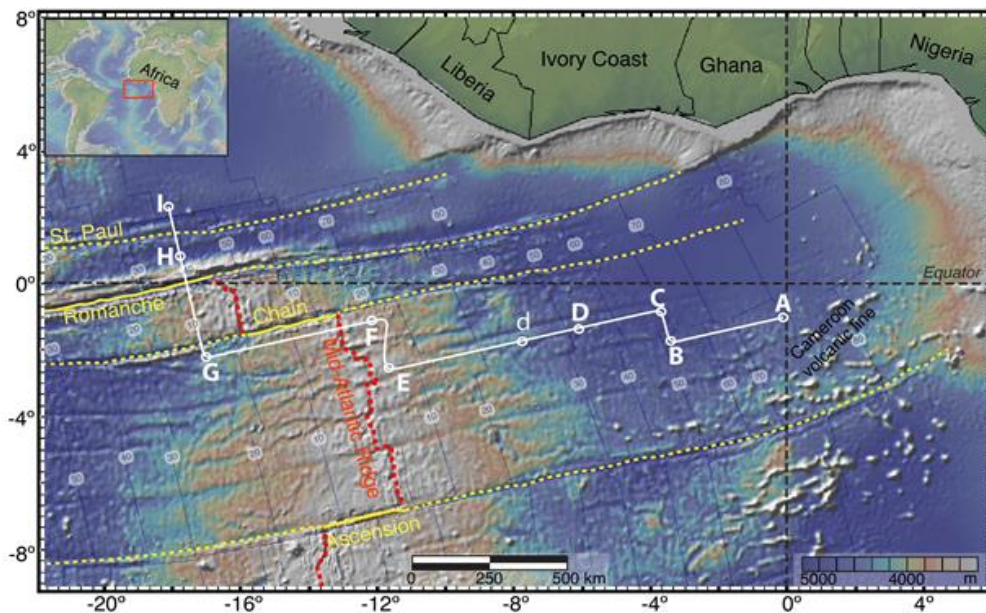 8°
4°
0°
-4°
-8°
Africa
Liberia
Ivory Coast
Ghana
Nigeria
I
St. Paul
H
Romanche
Chain
G
F
E
d
D
C
B
A
Equator
Cameroon
volcanic line
Mid-Atlantic Ridge
Ascension
0 250 500 km
5000 4000 m
-20° -16° -12° -8° -4° 0° 4°